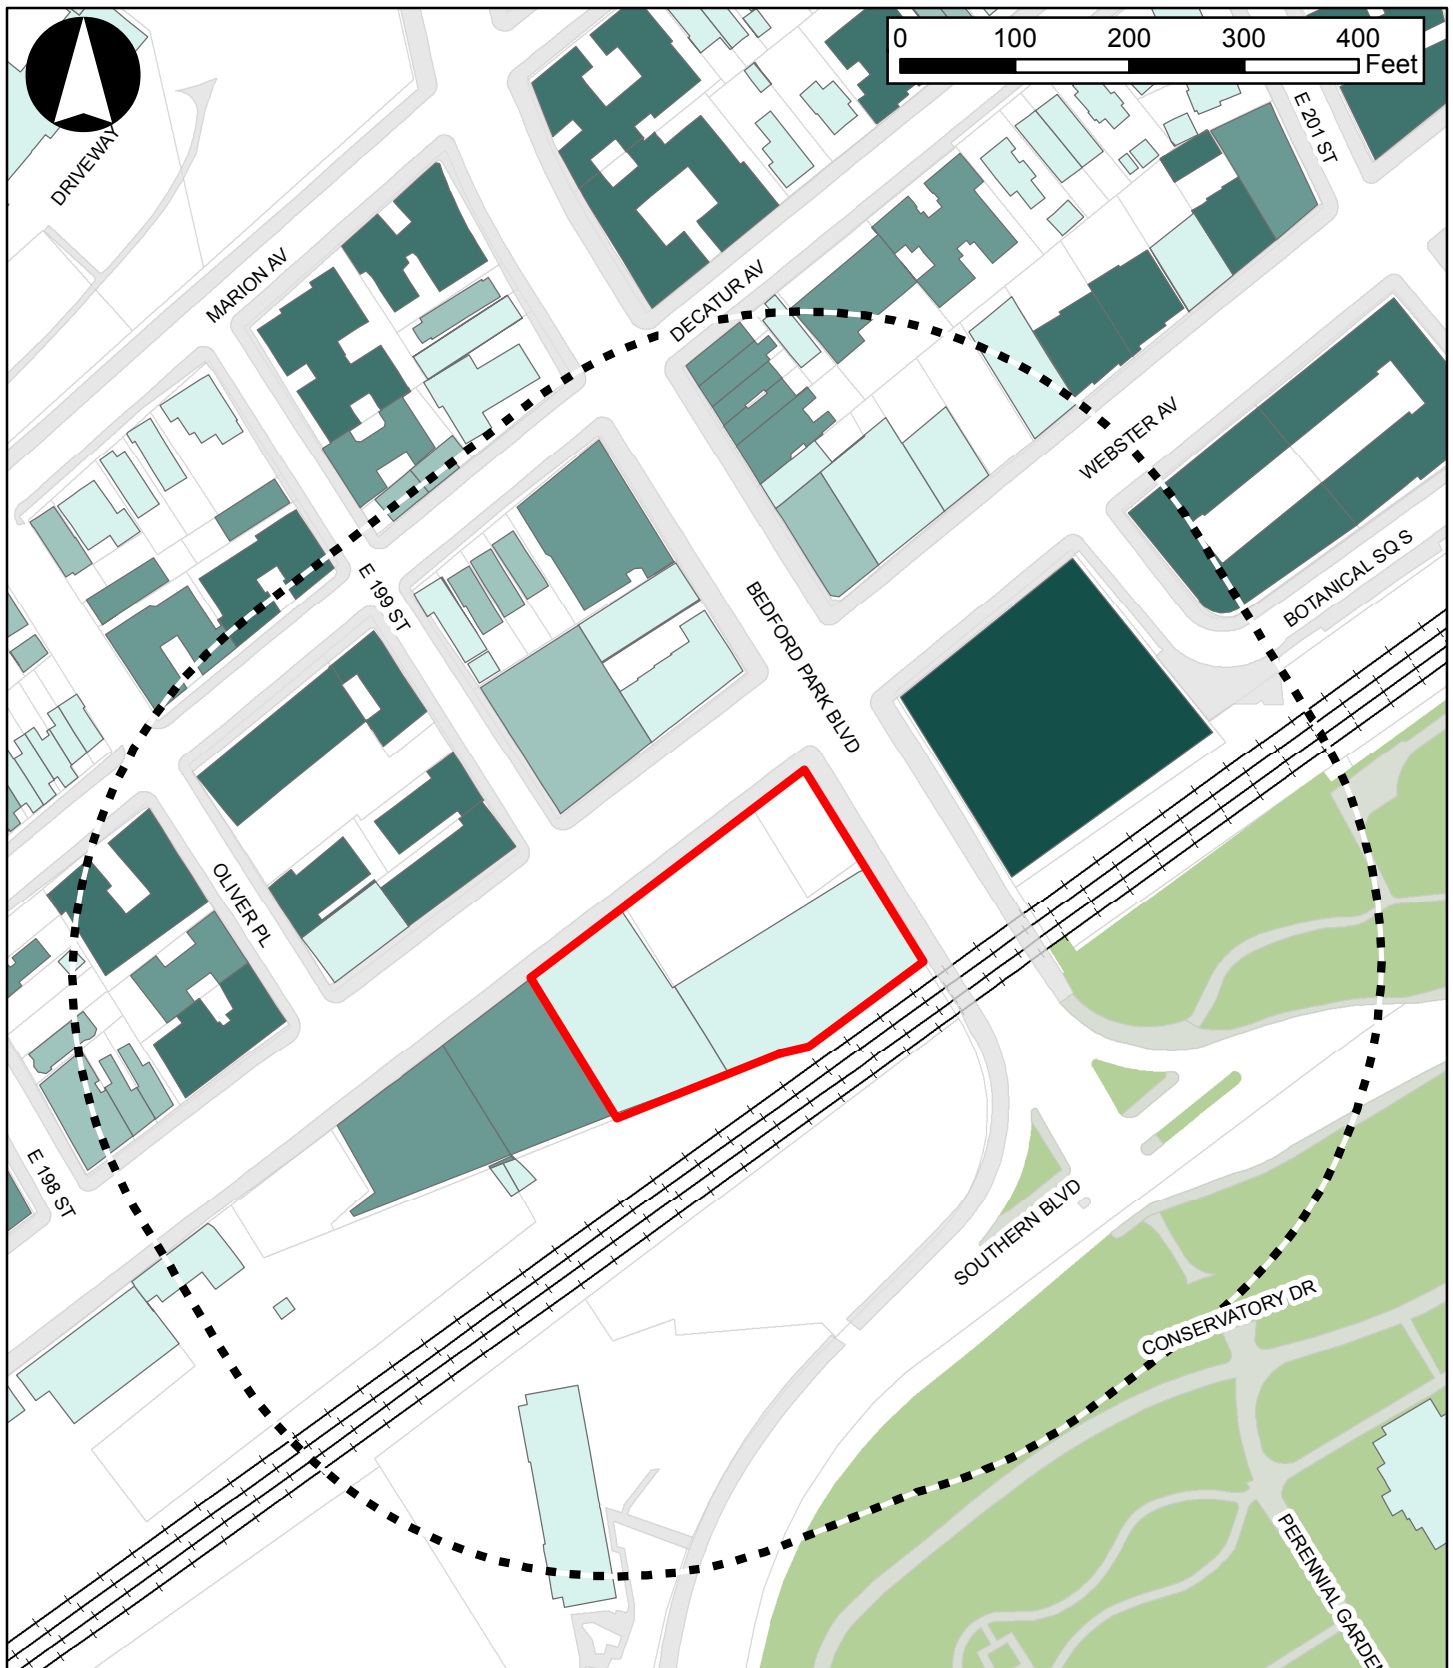 0 100 200 300 400
Feet
E 201 ST
DRIVEWAY
MARION AV
DECATUR AV
WEBSTER AV
E 199 ST
BOTANICAL SQ S
BEDFORD PARK BLVD
OLIVER PL
E 198 ST
SOUTHERN BLVD
CONSERVATORY DR
PERENNIAL GARDEN